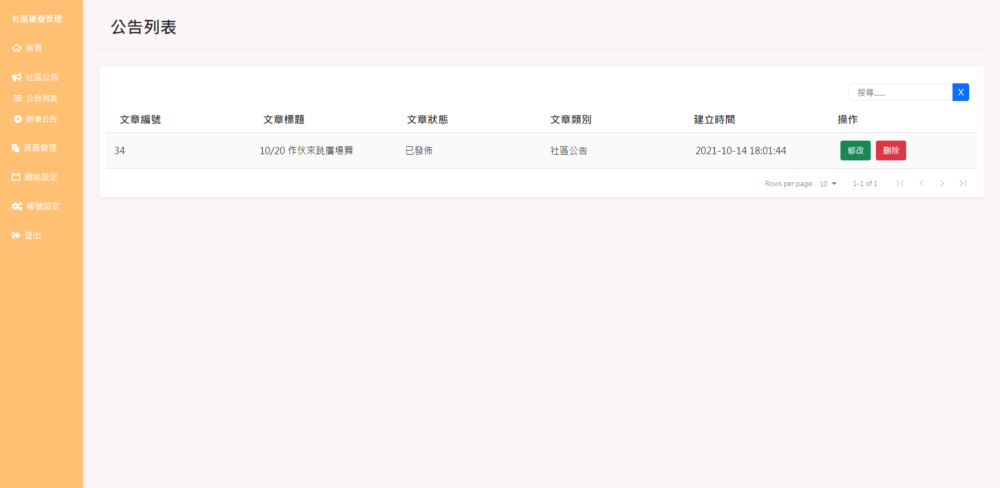 社區後臺管理
首頁
社區公告
公告列表
新增公告
頁面管理
網站設定
帳號設定
登出
公告列表
搜尋...... X
文章編號 文章標題 文章狀態 文章類別 建立時間 操作
34 10/20 作伙來跳廣場舞 已發佈 社區公告 2021-10-14 18:01:44 修改 刪除
Rows per page: 10 1-1 of 1